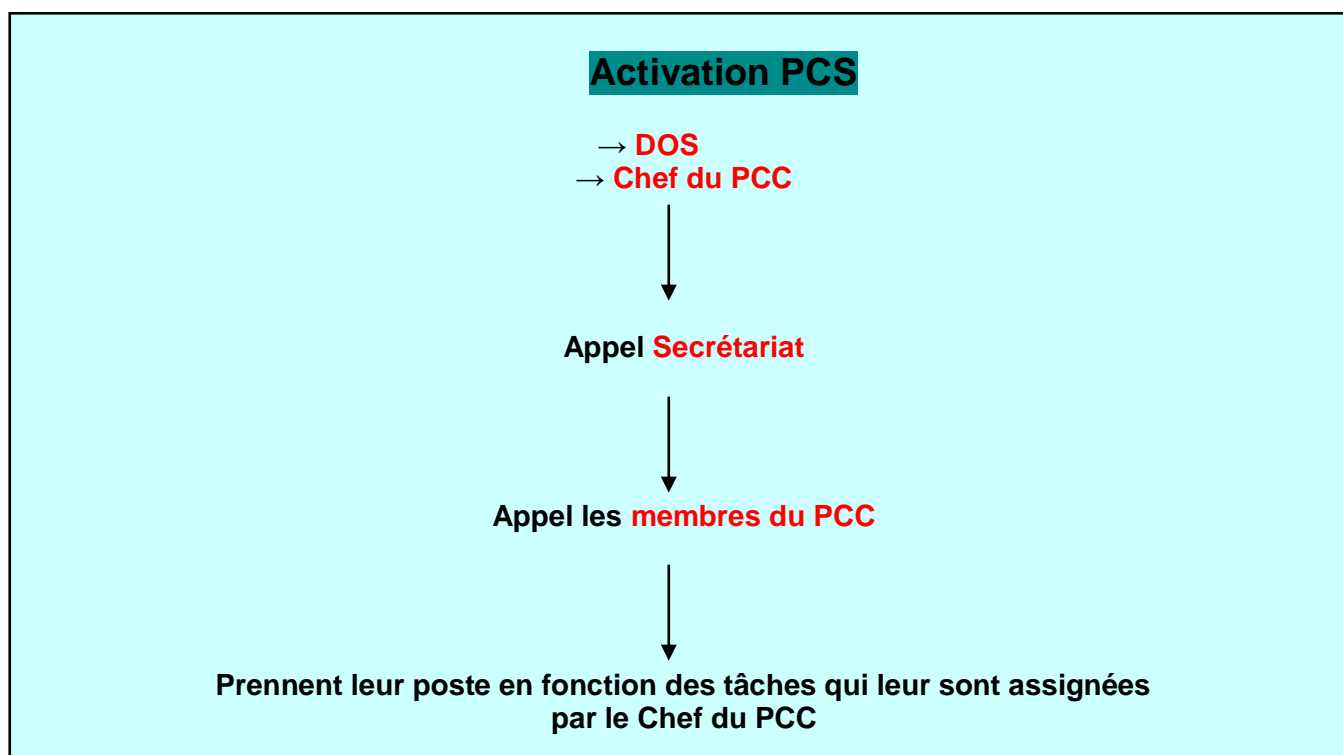 Activation PCS
→ DOS
→ Chef du PCC
Appel Secrétariat
Appel les membres du PCC
Prennent leur poste en fonction des tâches qui leur sont assignées
par le Chef du PCC